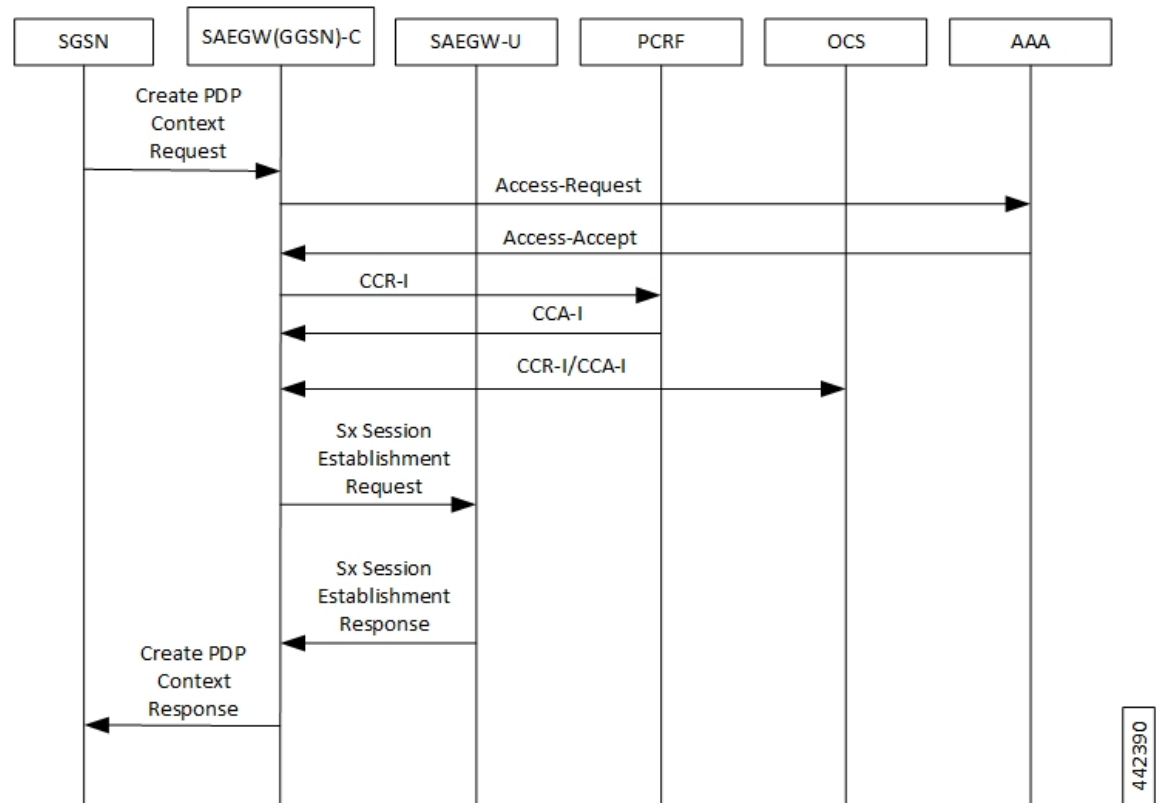 SGSN
SAEGW(GGSN)-C
SAEGW-U
PCRF
OCS
AAA
Create PDP
Context
Request
Access-Request
Access-Accept
CCR-I
CCA-I
CCR-I/CCA-I
Sx Session
Establishment
Request
Sx Session
Establishment
Response
Create PDP
Context
Response
442390